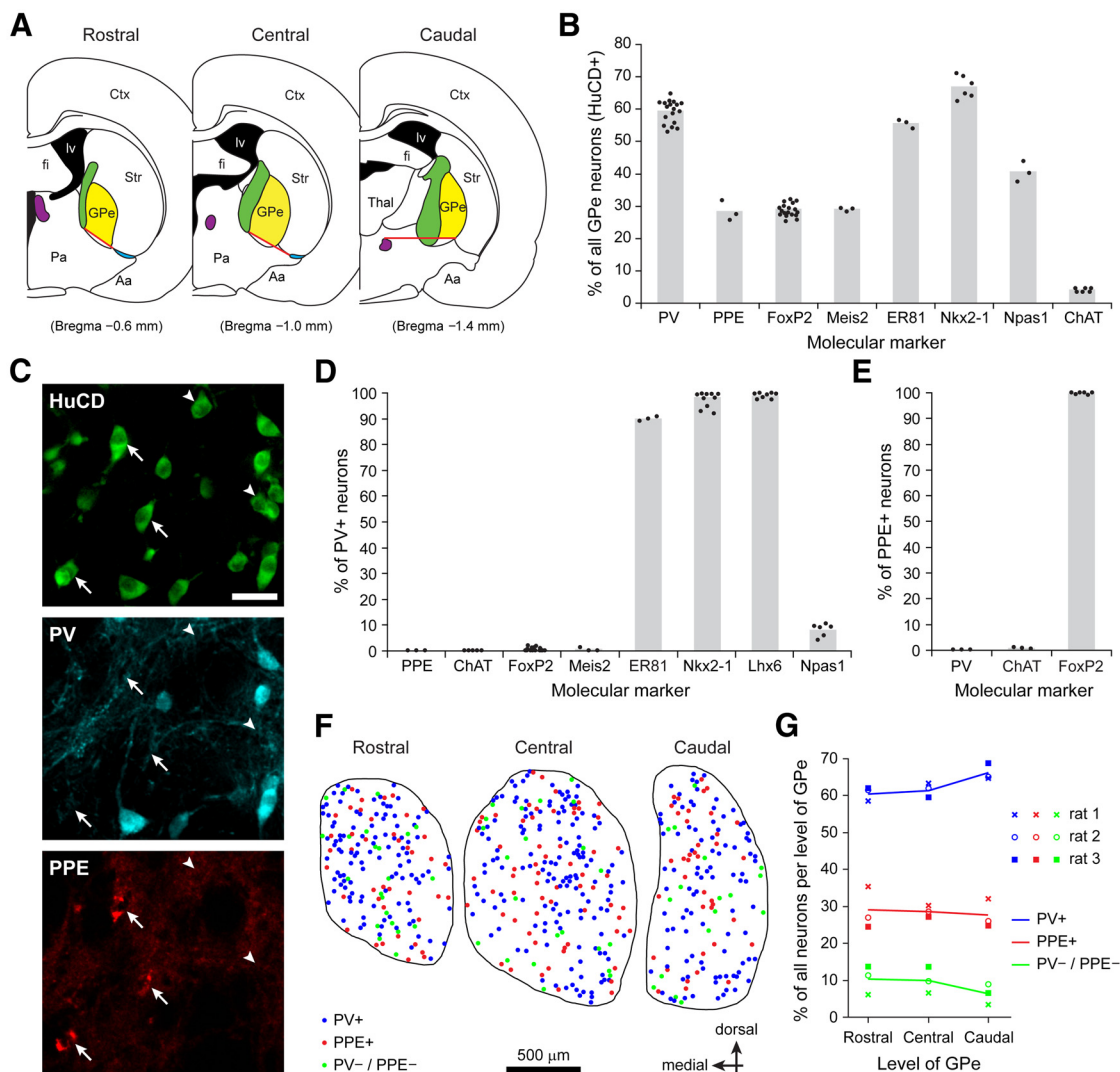 A
Rostral
Central
Caudal
Ctx
lv
fi
Str
GPe
Pa
Aa
(Bregma −0.6 mm)
Ctx
lv
fi
Str
GPe
Pa
Aa
(Bregma −1.0 mm)
Ctx
lv
fi
Str
Thal
GPe
Aa
(Bregma −1.4 mm)
B
% of all GPe neurons (HuCD+)
80
70
60
50
40
30
20
10
0
PV PPE FoxP2 Meis2 ER81 Nkx2-1 Npas1 ChAT
Molecular marker
C
HuCD
PV
PPE
D
% of PV+ neurons
100
90
80
70
60
50
40
30
20
10
0
PPE ChAT FoxP2 Meis2 ER81 Nkx2-1 Lhx6 Npas1
Molecular marker
E
% of PPE+ neurons
100
90
80
70
60
50
40
30
20
10
0
PV ChAT FoxP2
Molecular marker
F
Rostral
Central
Caudal
PV+
PPE+
PV− / PPE−
500 μm
dorsal
medial
G
% of all neurons per level of GPe
70
60
50
40
30
20
10
0
Rostral Central Caudal
Level of GPe
rat 1
rat 2
rat 3
PV+
PPE+
PV− / PPE−